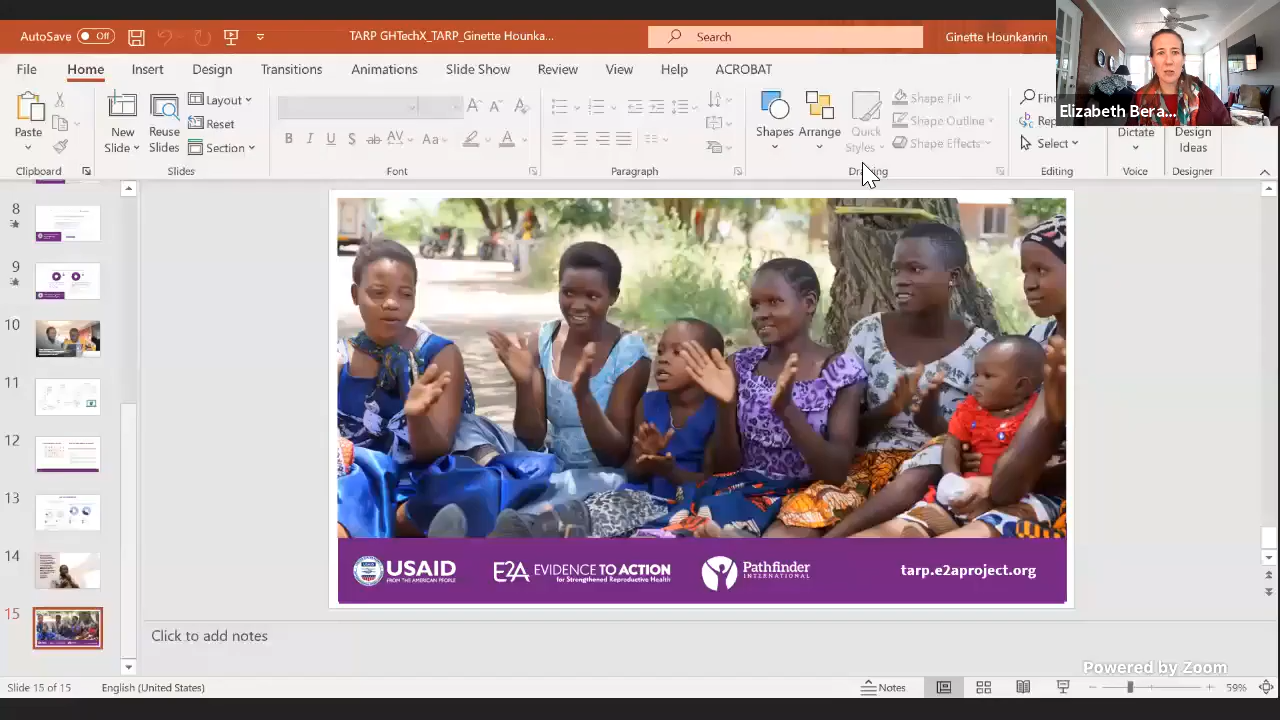 AutoSave Off TARP GHTechX_TARP_Ginette Hounka... Search Ginette Hounkanrin
File Home Insert Design Transitions Animations Slide Show Review View Help ACROBAT
Elizabeth Bera...
Paste
New Slide
Reuse Slides
Layout
Reset
Section
B I U S ab AV Aa A
Shapes
Arrange
Quick Styles
Shape Fill
Shape Outline
Shape Effects
Select
Dictate
Design Ideas
Clipboard Slides Font Paragraph Drawing Editing Voice Designer
8
9
10
11
12
13
14
15
USAID
FROM THE AMERICAN PEOPLE
E2A EVIDENCE TO ACTION
for Strengthened Reproductive Health
Pathfinder
INTERNATIONAL
tarp.e2aproject.org
Click to add notes
Powered by Zoom
Slide 15 of 15 English (United States) Notes 59%